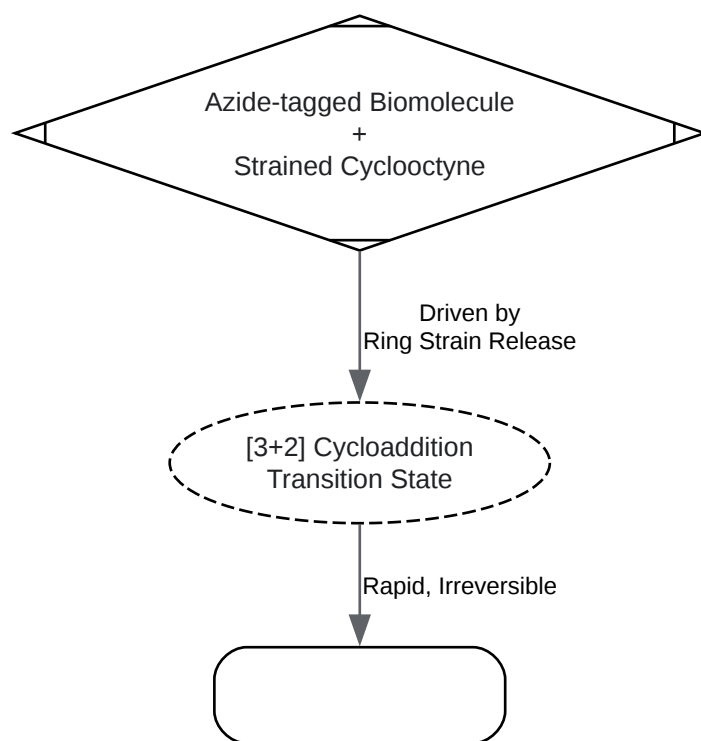 Azide-tagged Biomolecule
+
Strained Cyclooctyne
Driven by
Ring Strain Release
[3+2] Cycloaddition
Transition State
Rapid, Irreversible